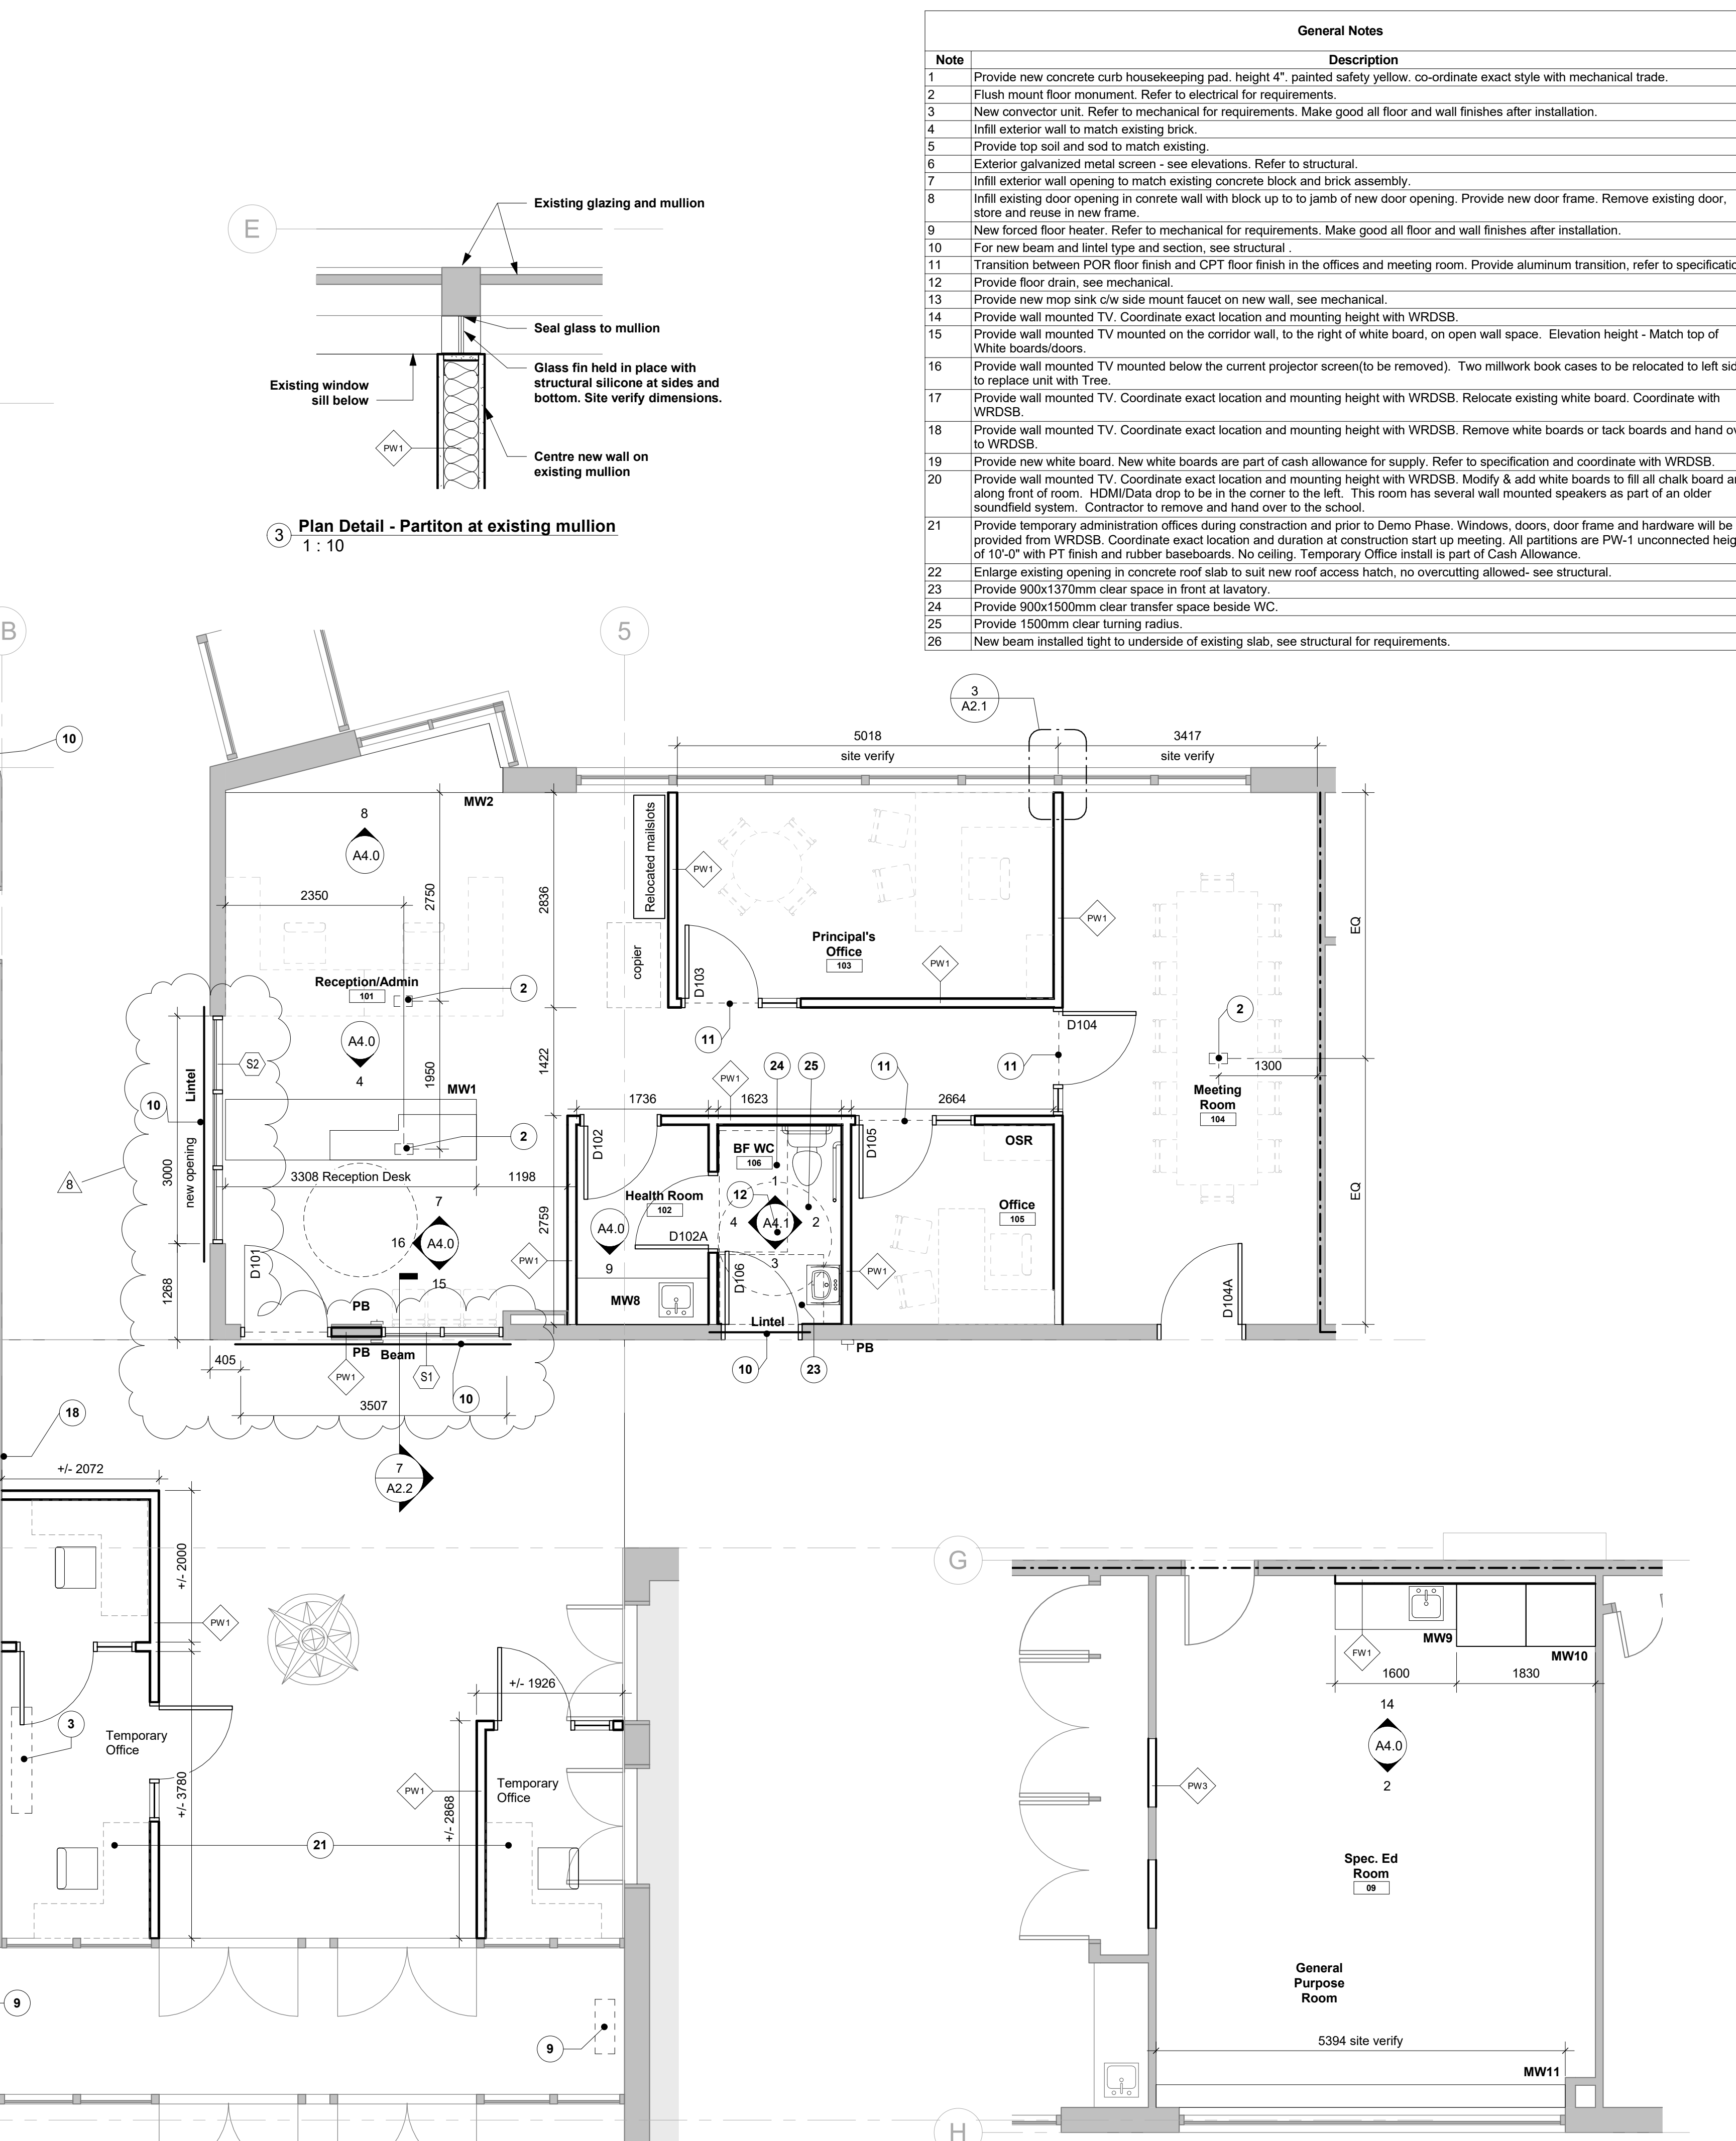 General Notes
Note Description
1 Provide new concrete curb housekeeping pad. height 4". painted safety yellow. co-ordinate exact style with mechanical trade.
2 Flush mount floor monument. Refer to electrical for requirements.
3 New convector unit. Refer to mechanical for requirements. Make good all floor and wall finishes after installation.
4 Infill exterior wall to match existing brick.
5 Provide top soil and sod to match existing.
6 Exterior galvanized metal screen - see elevations. Refer to structural.
7 Infill exterior wall opening to match existing concrete block and brick assembly.
8 Infill existing door opening in conrete wall with block up to to jamb of new door opening. Provide new door frame. Remove existing door,
store and reuse in new frame.
9 New forced floor heater. Refer to mechanical for requirements. Make good all floor and wall finishes after installation.
10 For new beam and lintel type and section, see structural .
11 Transition between POR floor finish and CPT floor finish in the offices and meeting room. Provide aluminum transition, refer to
12 Provide floor drain, see mechanical.
13 Provide new mop sink c/w side mount faucet on new wall, see mechanical.
14 Provide wall mounted TV. Coordinate exact location and mounting height with WRDSB.
15 Provide wall mounted TV mounted on the corridor wall, to the right of white board, on open wall space. Elevation height - Match top of
White boards/doors.
16 Provide wall mounted TV mounted below the current projector screen(to be removed). Two millwork book cases to be relocated to left
to replace unit with Tree.
17 Provide wall mounted TV. Coordinate exact location and mounting height with WRDSB. Relocate existing white board. Coordinate with
WRDSB.
18 Provide wall mounted TV. Coordinate exact location and mounting height with WRDSB. Remove white boards or tack boards and hand
to WRDSB.
19 Provide new white board. New white boards are part of cash allowance for supply. Refer to specification and coordinate with WRDSB.
20 Provide wall mounted TV. Coordinate exact location and mounting height with WRDSB. Modify & add white boards to fill all chalk board
along front of room. HDMI/Data drop to be in the corner to the left. This room has several wall mounted speakers as part of an older
soundfield system. Contractor to remove and hand over to the school.
21 Provide temporary administration offices during constraction and prior to Demo Phase. Windows, doors, door frame and hardware will be
provided from WRDSB. Coordinate exact location and duration at construction start up meeting. All partitions are PW-1 unconnected
of 10'-0" with PT finish and rubber baseboards. No ceiling. Temporary Office install is part of Cash Allowance.
22 Enlarge existing opening in concrete roof slab to suit new roof access hatch, no overcutting allowed- see structural.
23 Provide 900x1370mm clear space in front at lavatory.
24 Provide 900x1500mm clear transfer space beside WC.
25 Provide 1500mm clear turning radius.
26 New beam installed tight to underside of existing slab, see structural for requirements.
E
Existing glazing and mullion
Seal glass to mullion
Glass fin held in place with
structural silicone at sides and
bottom. Site verify dimensions.
Existing window
sill below
PW1
Centre new wall on
existing mullion
3 Plan Detail - Partiton at existing mullion
1 : 10
B
5
3
A2.1
10
5018
site verify
3417
site verify
MW2
8
A4.0
2350
2750
2836
Relocated mailslots
PW1
Principal's
Office
103
PW1
PW1
EQ
copier
D103
Reception/Admin
101
2
2
11
D104
A4.0
4
S2
1950
1422
MW1
PW1
24
25
11
11
1300
Meeting
Room
104
10
Lintel
new opening
3000
8
2
1736
1623
2664
D102
BF WC
106
D105
OSR
3308 Reception Desk
1198
Health Room
102
12
1
4
A4.1
2
3
Office
105
EQ
7
16
A4.0
15
2759
A4.0
9
D102A
D106
PW1
PW1
D101
1268
MW8
D104A
PB
PB
Beam
Lintel
PB
405
PW1
S1
10
10
23
3507
18
7
A2.2
+/- 2072
+/- 2000
PW1
G
FW1
MW9
MW10
1600
1830
+/- 1926
3
Temporary
Office
+/- 3780
PW1
+/- 2868
Temporary
Office
14
A4.0
2
PW3
21
Spec. Ed
Room
09
General
Purpose
Room
9
9
5394 site verify
MW11
H